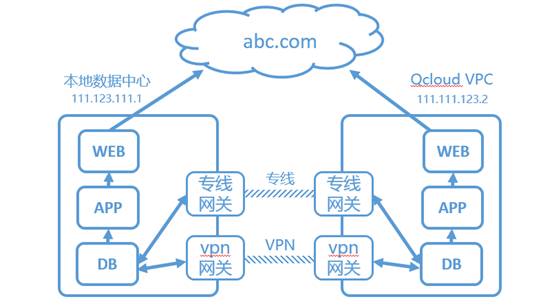 abc.com
本地数据中心
111.123.111.1
Qcloud VPC
111.111.123.2
WEB
APP
DB
专线
网关
vpn
网关
专线
VPN
专线
网关
vpn
网关
WEB
APP
DB